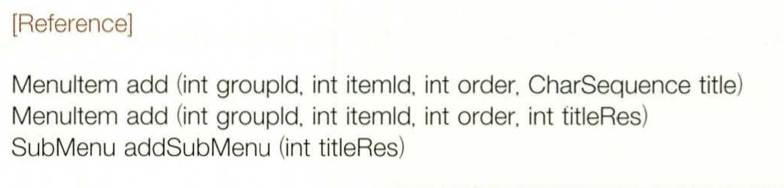 [Reference]
MenuItem add (int groupId, int itemId, int order, CharSequence title)
MenuItem add (int groupId, int itemId, int order, int titleRes)
SubMenu addSubMenu (int titleRes)